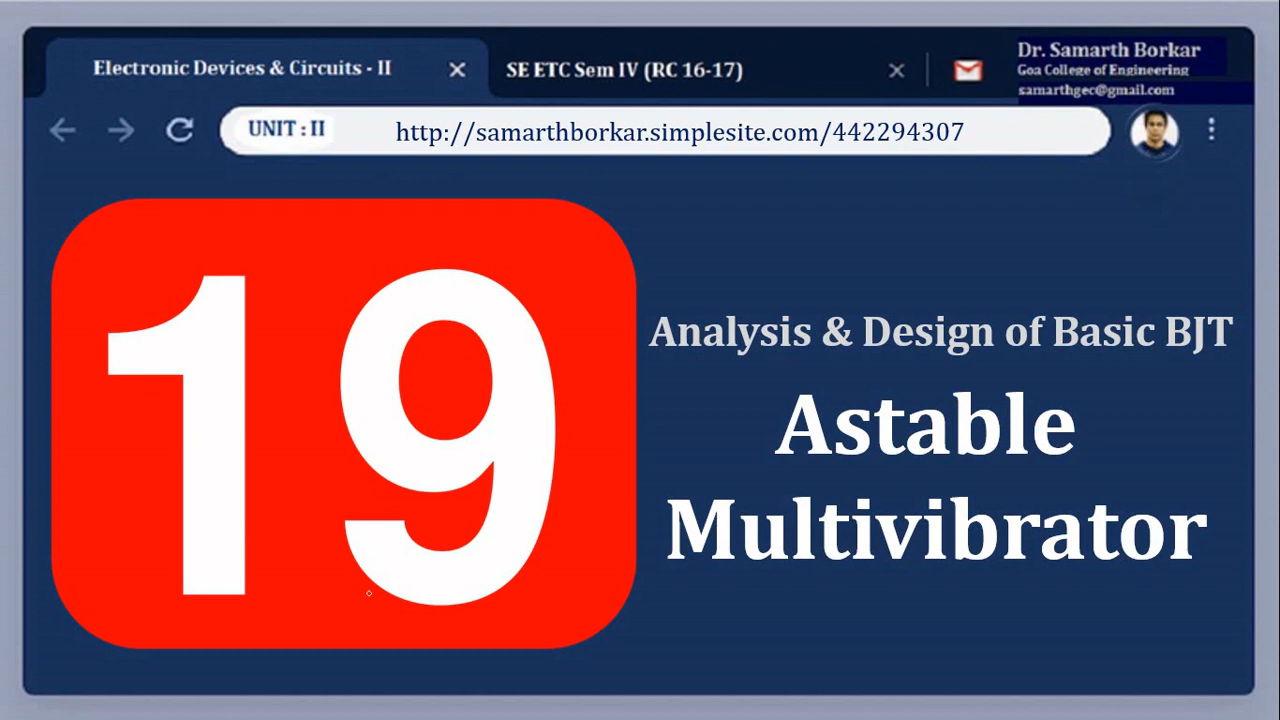 Electronic Devices & Circuits - II
SE ETC Sem IV (RC 16-17)
Dr. Samarth Borkar
Goa College of Engineering
samarthgec@gmail.com
UNIT : II
http://samarthborkar.simplesite.com/442294307
19
Analysis & Design of Basic BJT
Astable
Multivibrator